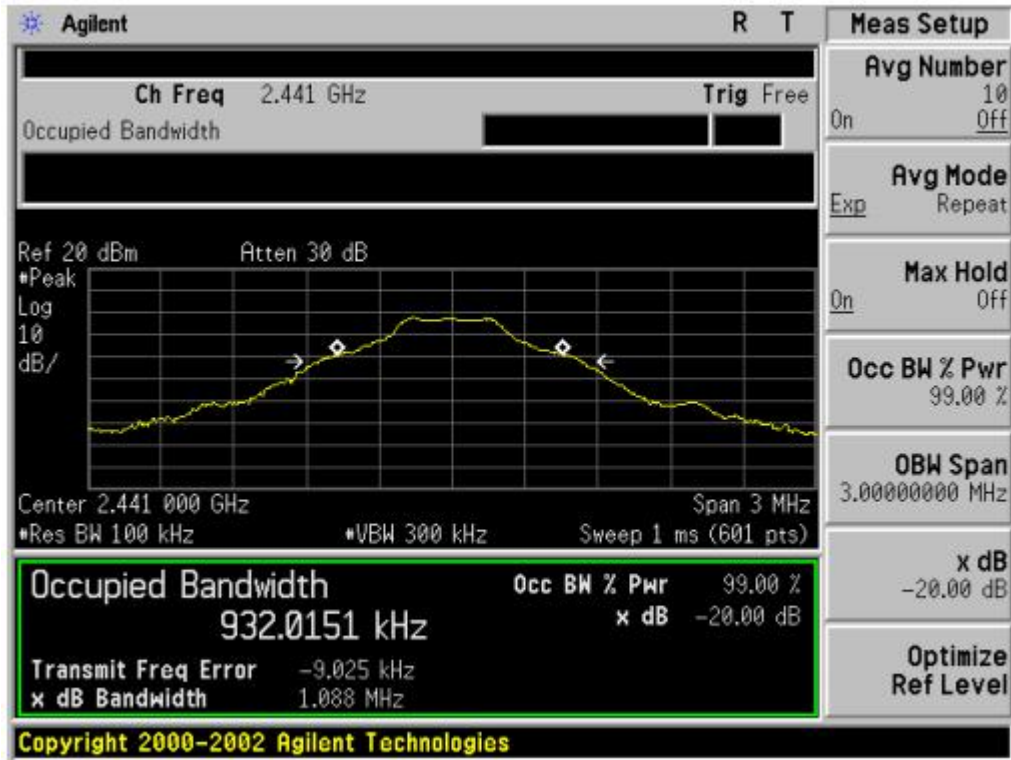 Agilent R T
Ch Freq 2.441 GHz Trig Free
Occupied Bandwidth
Ref 20 dBm Atten 30 dB
#Peak
Log
10
dB/
Center 2.441 000 GHz Span 3 MHz
#Res BW 100 kHz #VBW 300 kHz Sweep 1 ms (601 pts)
Occupied Bandwidth Occ BW % Pwr 99.00 %
932.0151 kHz x dB -20.00 dB
Transmit Freq Error -9.025 kHz
x dB Bandwidth 1.088 MHz
Copyright 2000-2002 Agilent Technologies
Meas Setup
Avg Number
10
On Off
Avg Mode
Exp Repeat
Max Hold
On Off
Occ BW % Pwr
99.00 %
OBW Span
3.00000000 MHz
x dB
-20.00 dB
Optimize
Ref Level